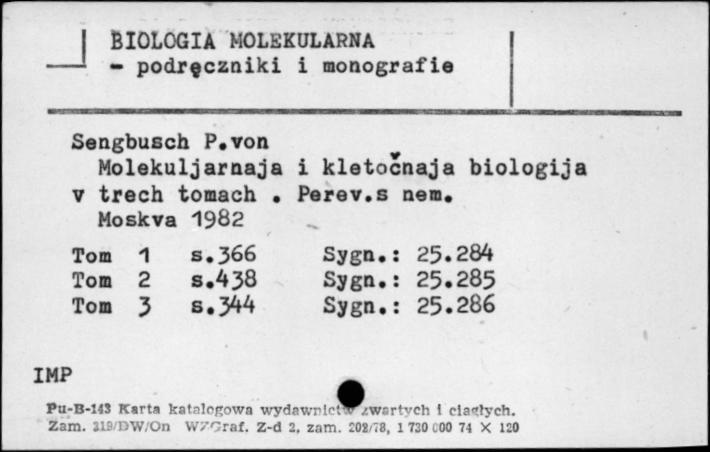 BIOLOGIA MOLEKULARNA
- podręczniki i monografie
Sengbusch P.von
Molekuljarnaja i kletočnaja biologija
v trech tomach . Perev.s nem.
Moskva 1982
Tom 1 s.366 Sygn.: 25.284
Tom 2 s.438 Sygn.: 25.285
Tom 3 s.344 Sygn.: 25.286
IMP
Pu-B-143 Karta katalogowa wydawnictw zwartych i ciągłych.
Zam. 319/DW/On WZGraf. Z-d 2, zam. 202/78, 1 730 000 74 X 120